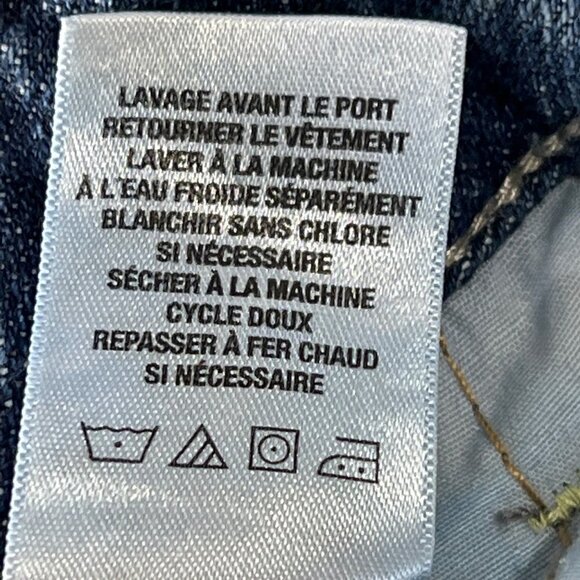 LAVAGE AVANT LE PORT
RETOURNER LE VÊTEMENT
LAVER À LA MACHINE
À L'EAU FROIDE SÉPARÉMENT
BLANCHIR SANS CHLORE
SI NÉCESSAIRE
SÉCHER À LA MACHINE
CYCLE DOUX
REPASSER À FER CHAUD
SI NÉCESSAIRE